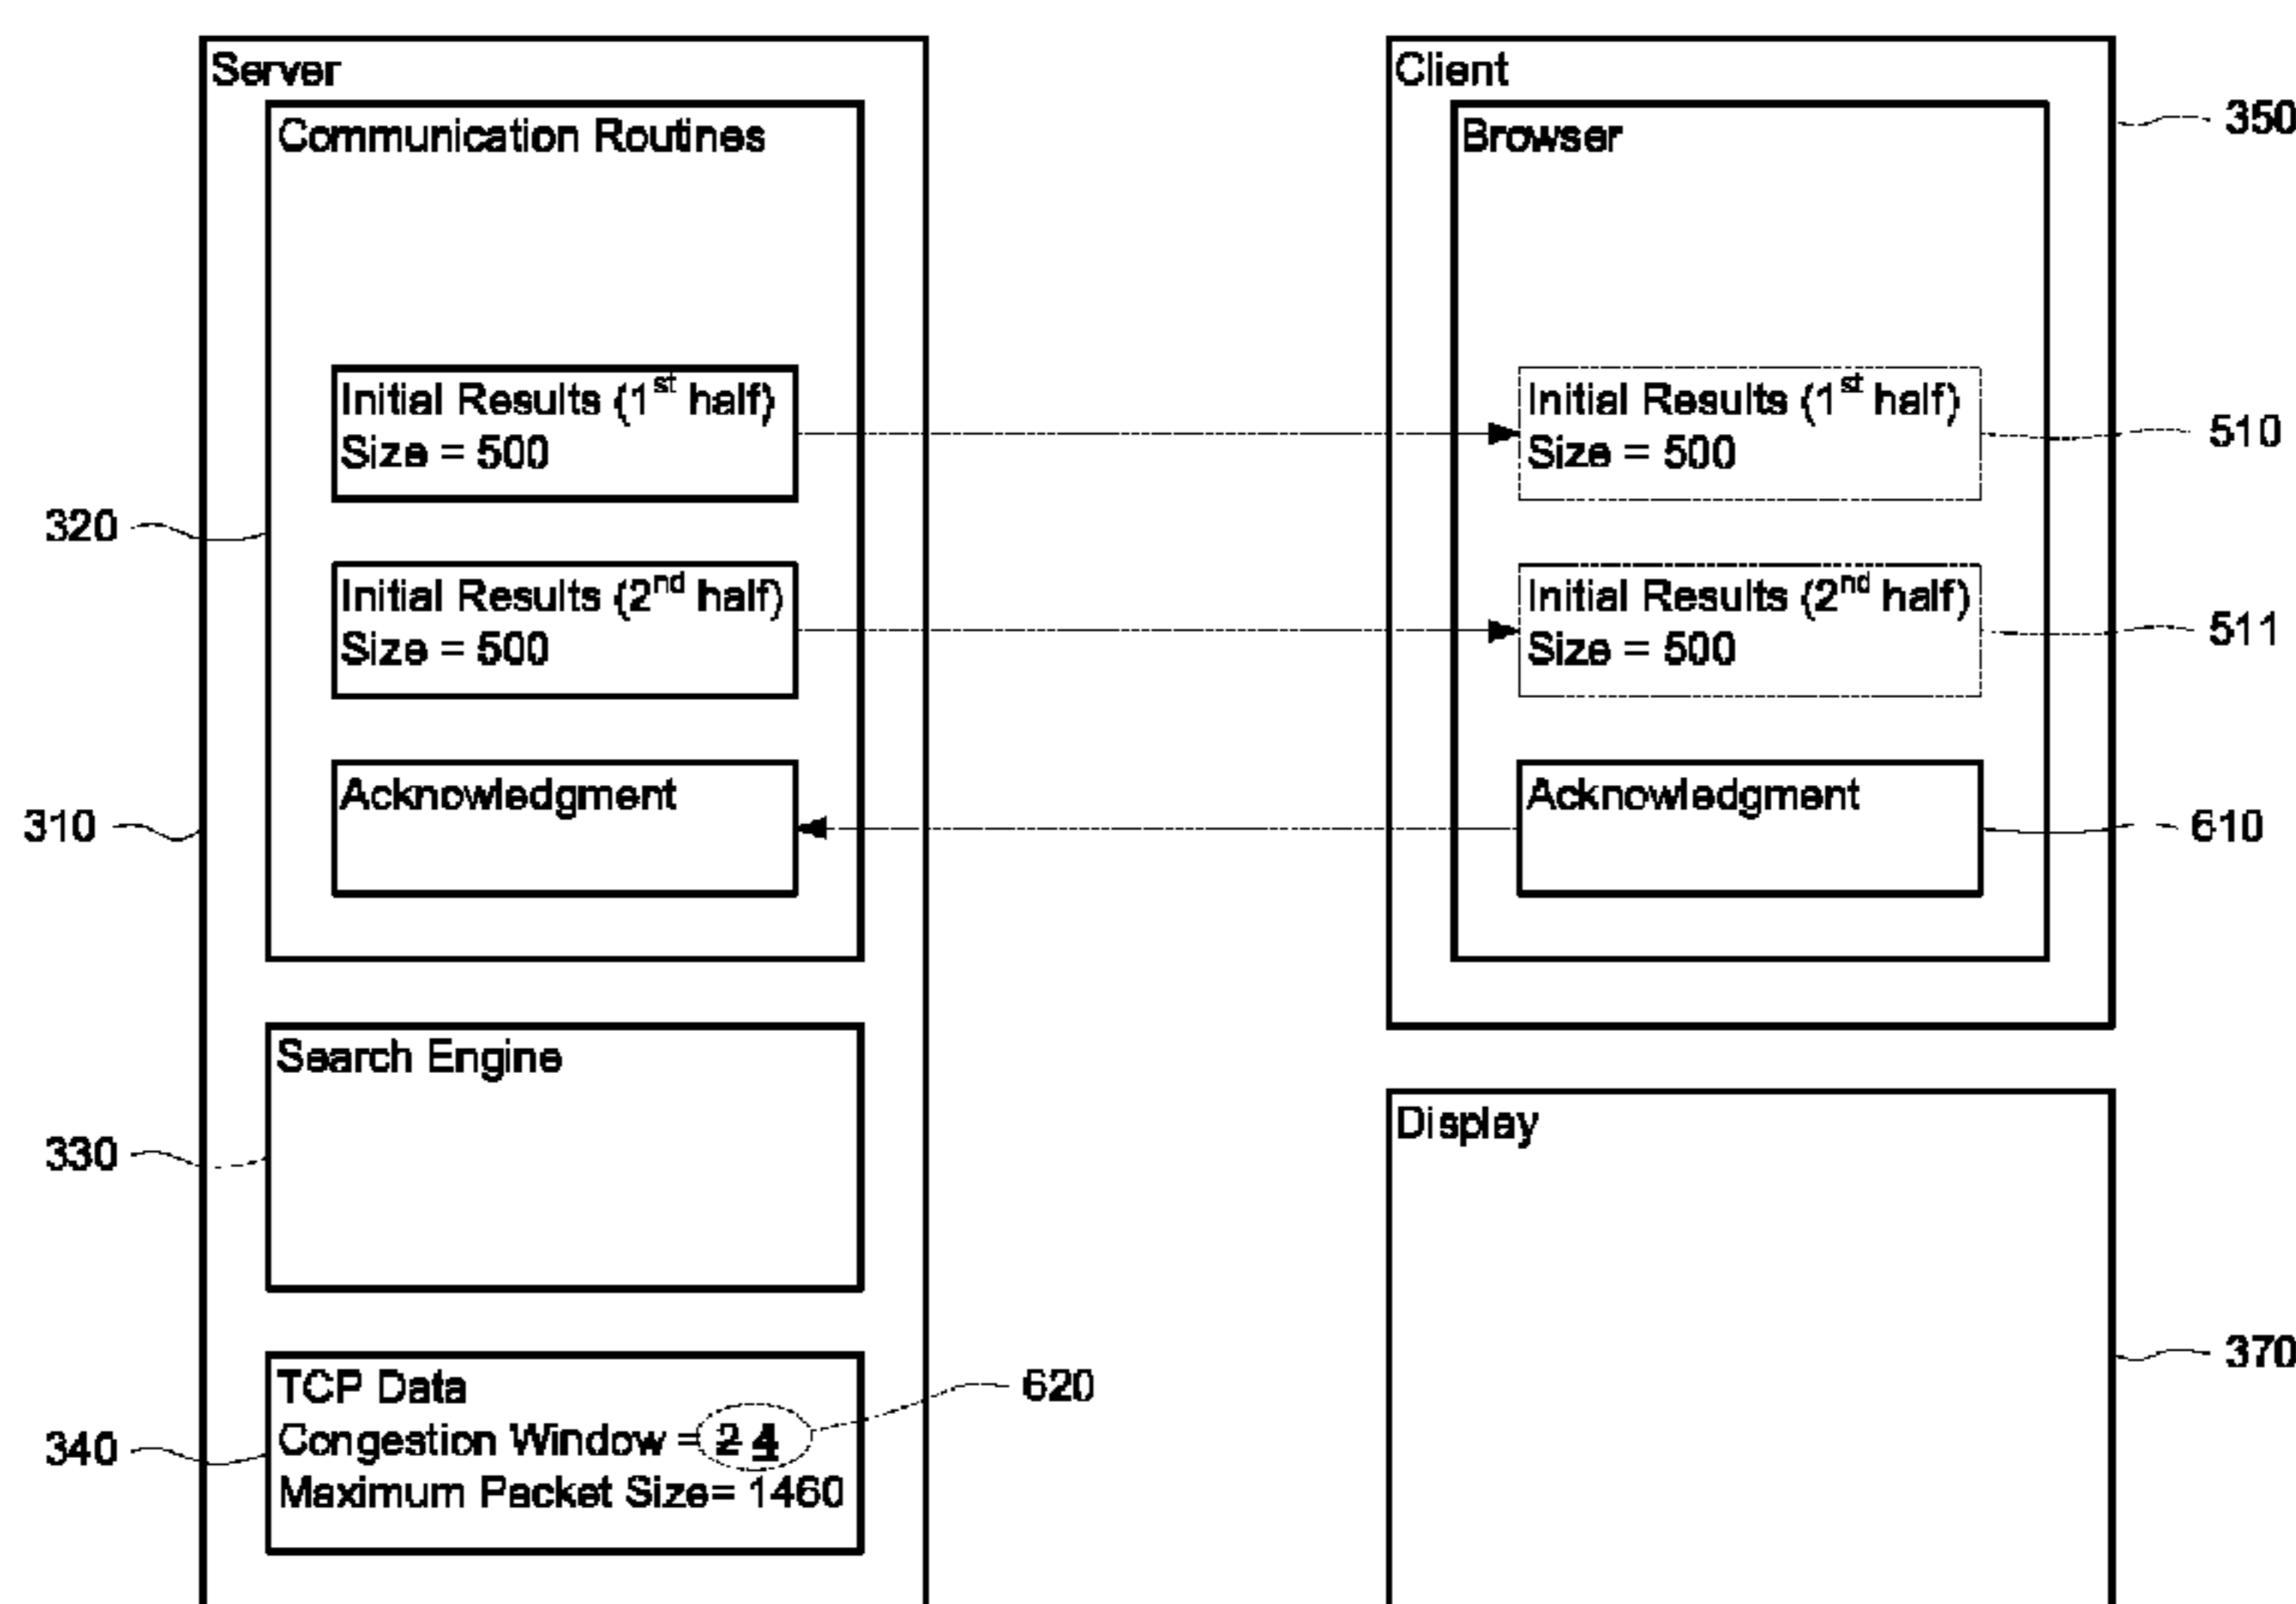 Server
Communication Routines
Initial Results (1st half)
Size = 500
Initial Results (2nd half)
Size = 500
Acknowledgment
Search Engine
TCP Data
Congestion Window = 2 4
Maximum Packet Size= 1460
320
310
330
340
620
Client
Browser
Initial Results (1st half)
Size = 500
Initial Results (2nd half)
Size = 500
Acknowledgment
Display
350
510
511
610
370